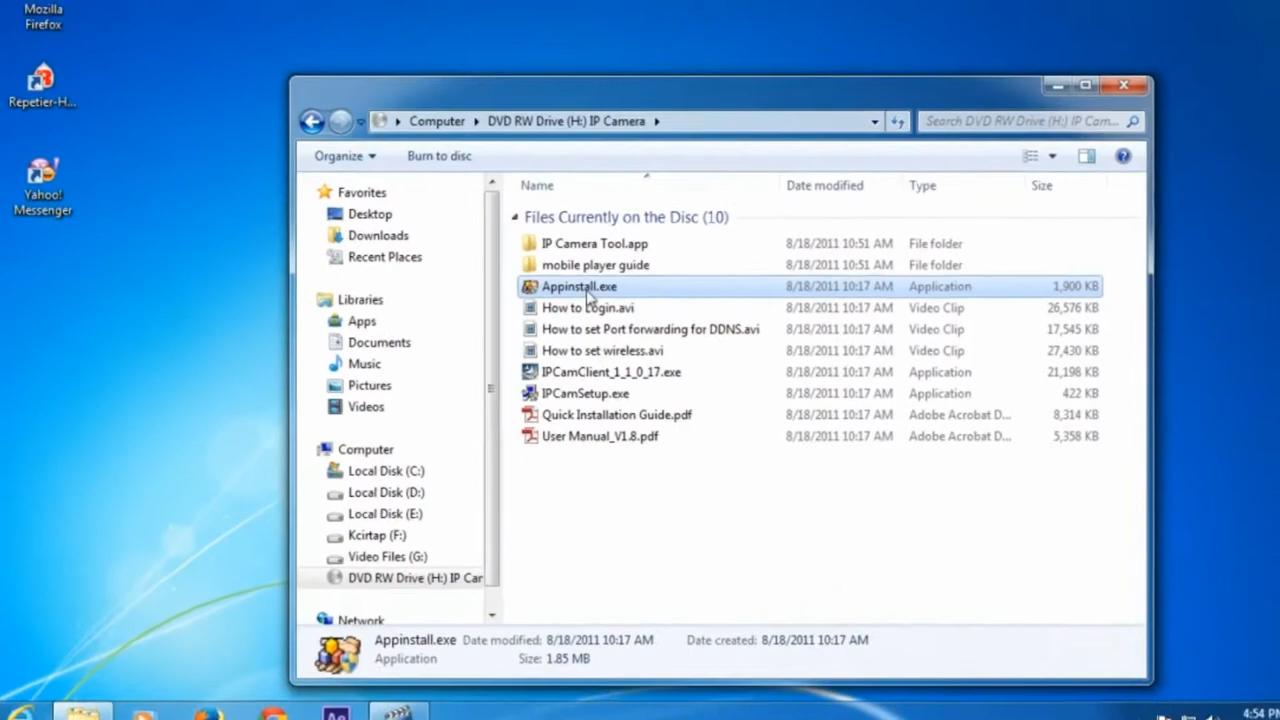 Mozilla
Firefox
Repetier-H...
Yahoo!
Messenger
Computer
DVD RW Drive (H:) IP Camera
Search DVD RW Drive (H:) IP Cam...
Organize
Burn to disc
Favorites
Desktop
Downloads
Recent Places
Libraries
Apps
Documents
Music
Pictures
Videos
Computer
Local Disk (C:)
Local Disk (D:)
Local Disk (E:)
Kcirtap (F:)
Video Files (G:)
DVD RW Drive (H:) IP Car
Network
Name Date modified Type Size
Files Currently on the Disc (10)
IP Camera Tool.app 8/18/2011 10:51 AM File folder
mobile player guide 8/18/2011 10:51 AM File folder
Appinstall.exe 8/18/2011 10:17 AM Application 1,900 KB
How to Login.avi 8/18/2011 10:17 AM Video Clip 26,576 KB
How to set Port forwarding for DDNS.avi 8/18/2011 10:17 AM Video Clip 17,545 KB
How to set wireless.avi 8/18/2011 10:17 AM Video Clip 27,430 KB
IPCamClient_1_1_0_17.exe 8/18/2011 10:17 AM Application 21,198 KB
IPCamSetup.exe 8/18/2011 10:17 AM Application 422 KB
Quick Installation Guide.pdf 8/18/2011 10:17 AM Adobe Acrobat D... 8,314 KB
User Manual_V1.8.pdf 8/18/2011 10:17 AM Adobe Acrobat D... 5,358 KB
Appinstall.exe Date modified: 8/18/2011 10:17 AM Date created: 8/18/2011 10:17 AM
Application Size: 1.85 MB
Ae
4:54 PM